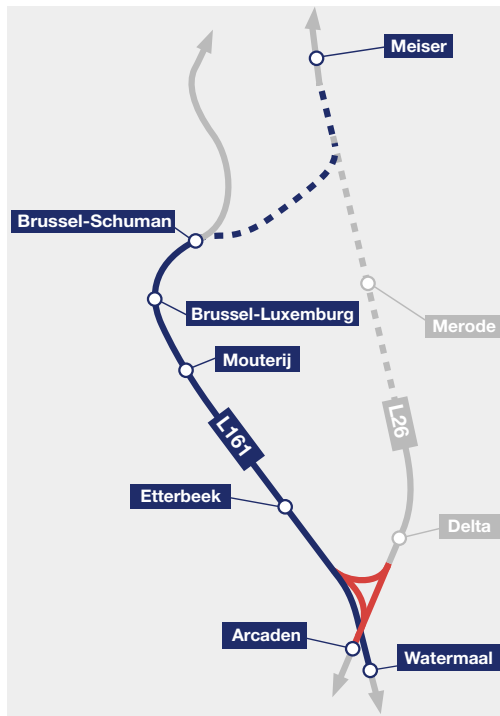 Meiser
Brussel-Schuman
Brussel-Luxemburg
Merode
Mouterij
L26
L161
Etterbeek
Delta
Arcaden
Watermaal